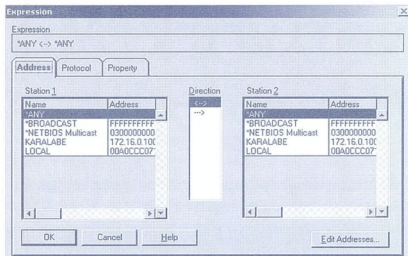 Expression
Expression
*ANY <--> *ANY
Address Protocol Property
Station 1
Name Address
*ANY
*BROADCAST FFFFFFFFFF
*NETBIOS Multicast 0300000000
KARALABE 172.16.0.100
LOCAL 00A0CCC07
Direction
<-->
--->
Station 2
Name Address
*ANY
*BROADCAST FFFFFFFFFF
*NETBIOS Multicast 0300000000
KARALABE 172.16.0.100
LOCAL 00A0CCC07
OK Cancel Help
Edit Addresses...